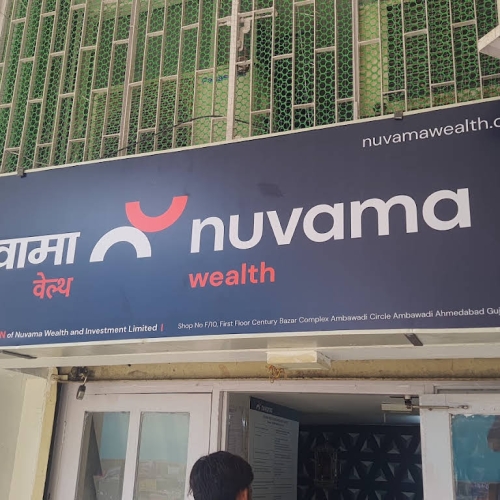 nuvamawealth.c
वामा nuvama
वेल्थ wealth
N of Nuvama Wealth and Investment Limited |
Shop No F/10, First Floor Century Bazar Complex Ambawadi Circle Ambawadi Ahmedabad Guj